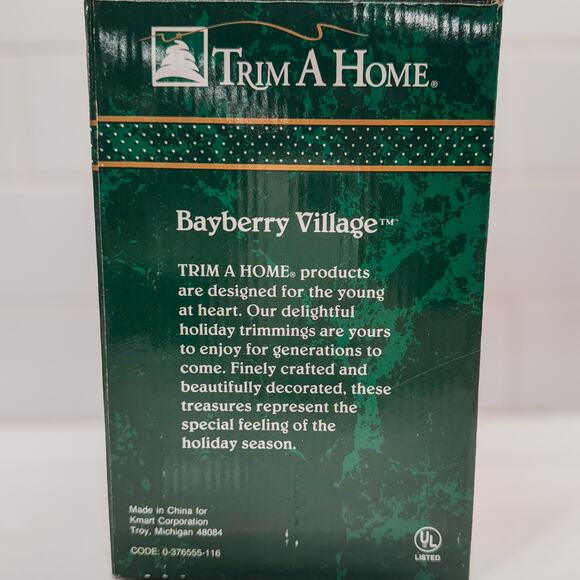 TRIM A HOME®
Bayberry Village™
TRIM A HOME® products
are designed for the young
at heart. Our delightful
holiday trimmings are yours
to enjoy for generations to
come. Finely crafted and
beautifully decorated, these
treasures represent the
special feeling of the
holiday season.
Made in China for
Kmart Corporation
Troy, Michigan 48084
CODE: 0-376555-116
UL
LISTED